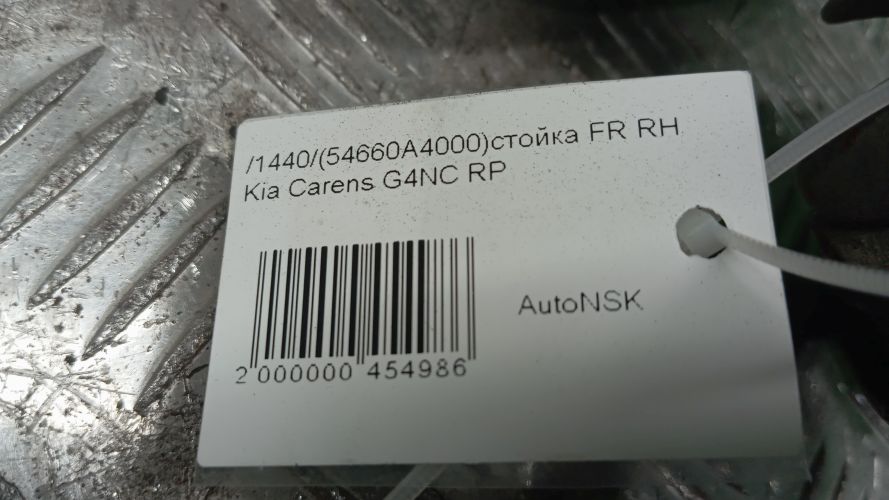 /1440/(54660A4000)стойка FR RH
Kia Carens G4NC RP
AutoNSK
2 000000 454986